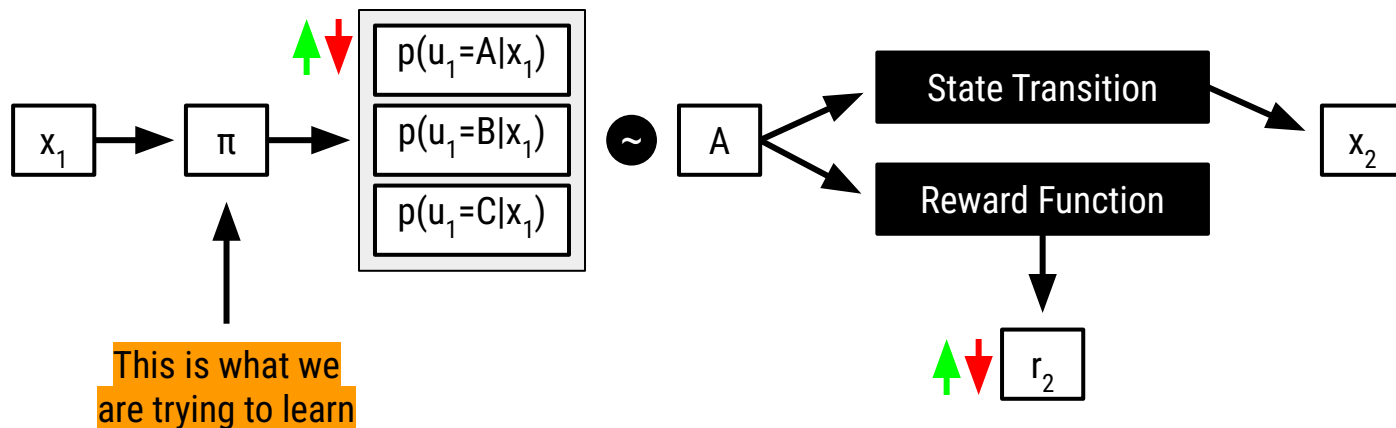 x₁
π
p(u₁=A|x₁)
p(u₁=B|x₁)
p(u₁=C|x₁)
~
A
State Transition
Reward Function
x₂
r₂
This is what we
are trying to learn